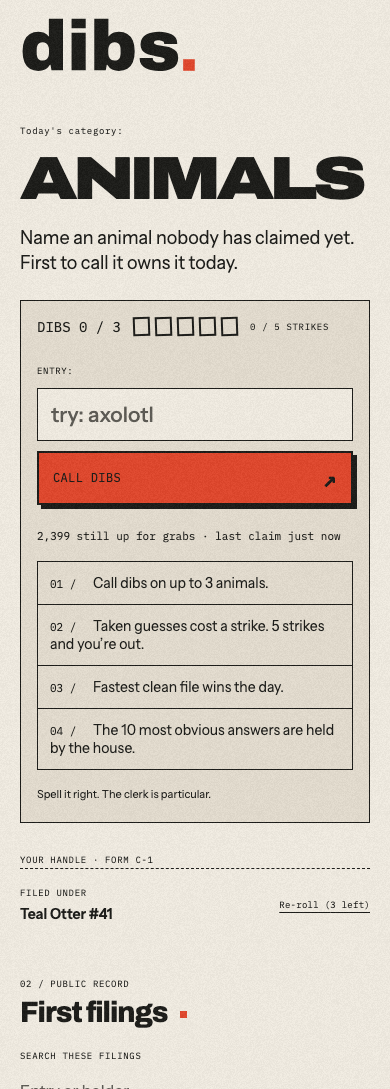 dibs.
Today's category:
ANIMALS
Name an animal nobody has claimed yet.
First to call it owns it today.
DIBS 0 / 3
0 / 5 STRIKES
ENTRY:
try: axolotl
CALL DIBS ↗
2,399 still up for grabs · last claim just now
01 / Call dibs on up to 3 animals.
02 / Taken guesses cost a strike. 5 strikes
and you're out.
03 / Fastest clean file wins the day.
04 / The 10 most obvious answers are held
by the house.
Spell it right. The clerk is particular.
YOUR HANDLE · FORM C-1
FILED UNDER
Teal Otter #41
Re-roll (3 left)
02 / PUBLIC RECORD
First filings
SEARCH THESE FILINGS
Entry or holder